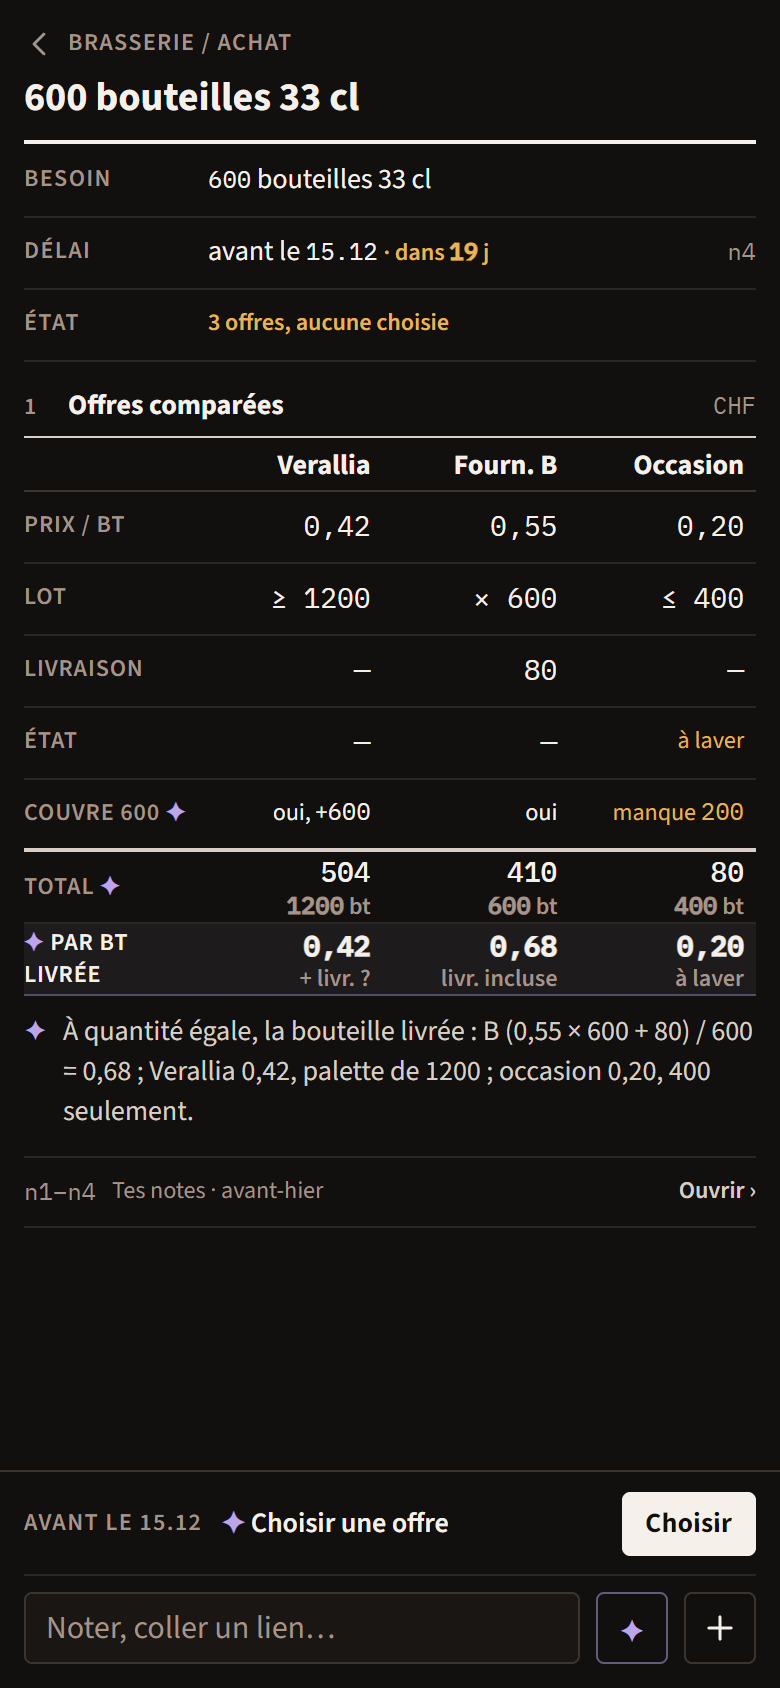 BRASSERIE / ACHAT
600 bouteilles 33 cl
BESOIN 600 bouteilles 33 cl
DÉLAI avant le 15.12 · dans 19 j n4
ÉTAT 3 offres, aucune choisie
1 Offres comparées CHF
Verallia Fourn. B Occasion
PRIX / BT 0,42 0,55 0,20
LOT ≥ 1200 × 600 ≤ 400
LIVRAISON — 80 —
ÉTAT — — à laver
COUVRE 600 ✦ oui, +600 oui manque 200
TOTAL ✦ 504 410 80
1200 bt 600 bt 400 bt
✦ PAR BT LIVRÉE 0,42 0,68 0,20
+ livr. ? livr. incluse à laver
✦ À quantité égale, la bouteille livrée : B (0,55 × 600 + 80) / 600
= 0,68 ; Verallia 0,42, palette de 1200 ; occasion 0,20, 400
seulement.
n1–n4 Tes notes · avant-hier Ouvrir ›
AVANT LE 15.12 ✦ Choisir une offre Choisir
Noter, coller un lien… ✦ +